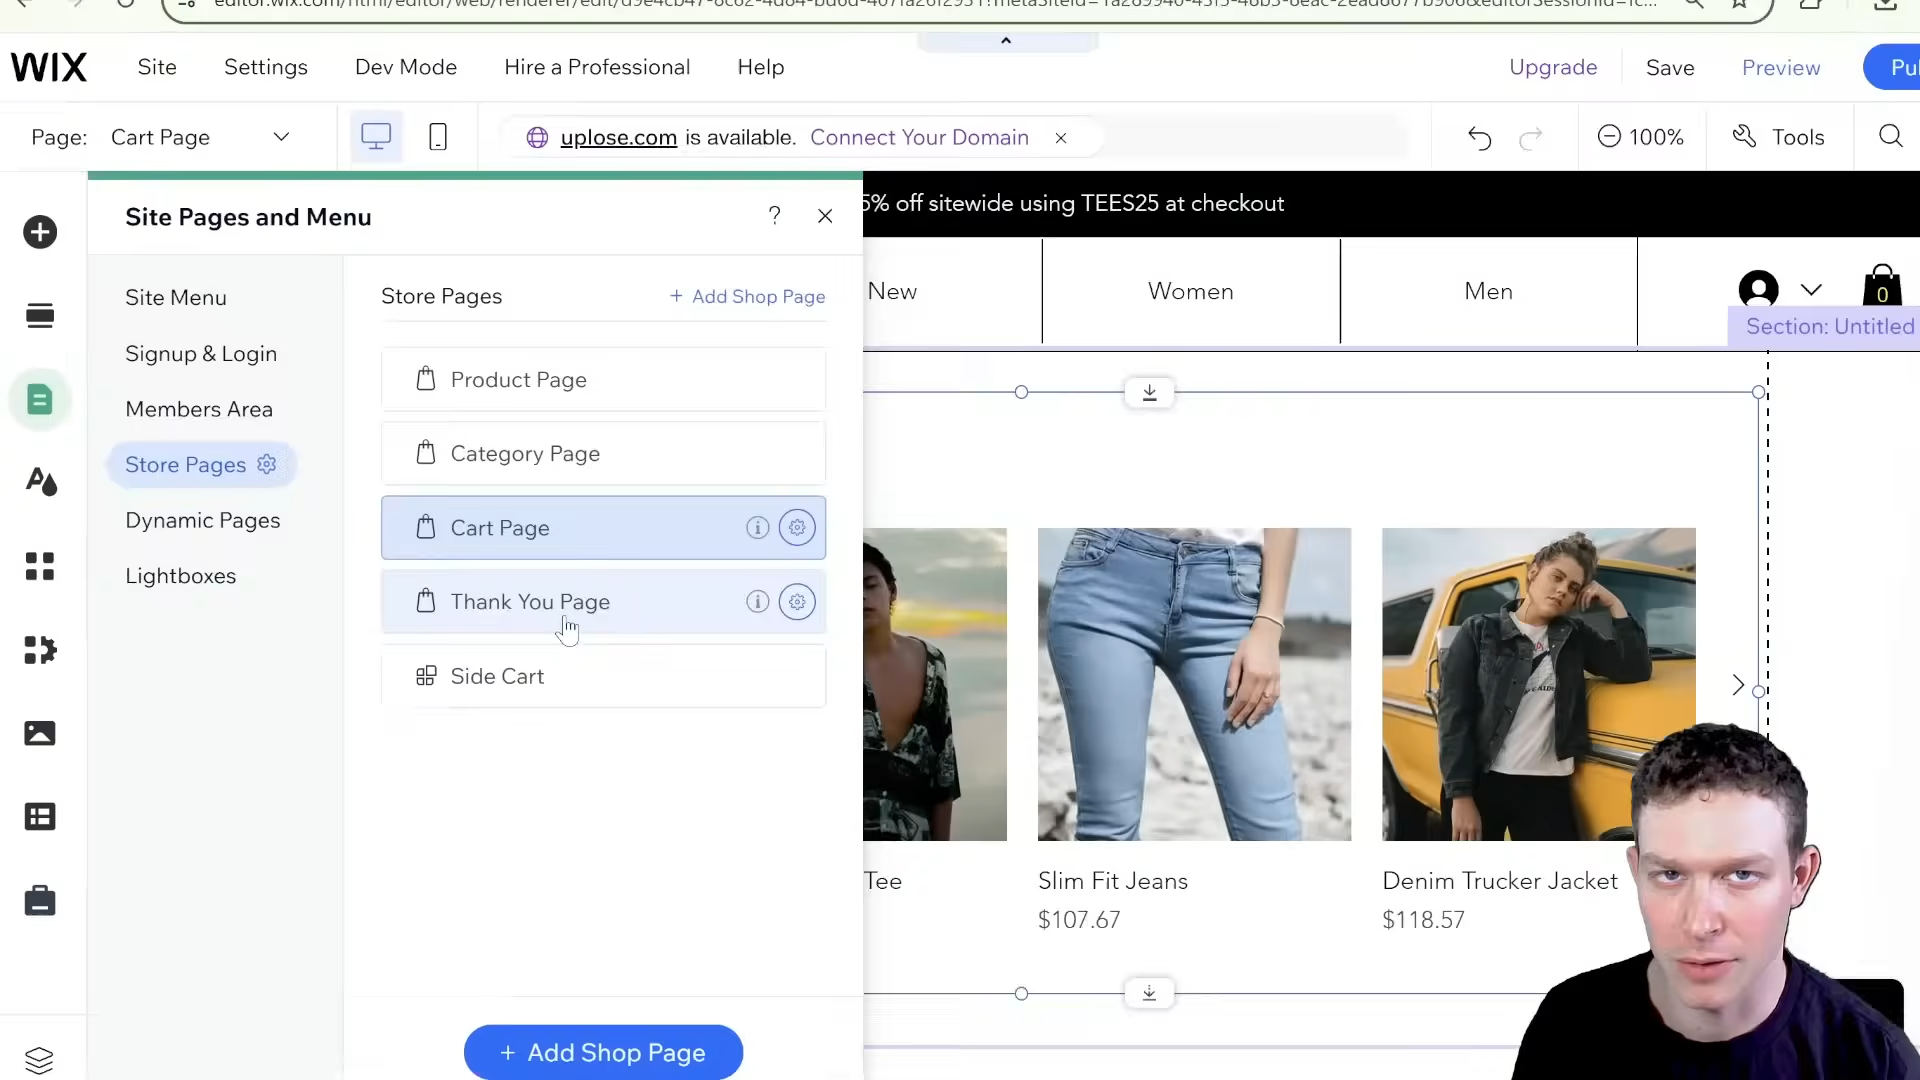 WIX
Site
Settings
Dev Mode
Hire a Professional
Help
Upgrade
Save
Preview
Page:
Cart Page
uplose.com is available. Connect Your Domain
100%
Tools
Site Pages and Menu
?
Site Menu
Signup & Login
Members Area
Store Pages
Dynamic Pages
Lightboxes
Store Pages
+ Add Shop Page
Product Page
Category Page
Cart Page
Thank You Page
Side Cart
+ Add Shop Page
5% off sitewide using TEES25 at checkout
New
Women
Men
0
Section: Untitled
Tee
Slim Fit Jeans
$107.67
Denim Trucker Jacket
$118.57